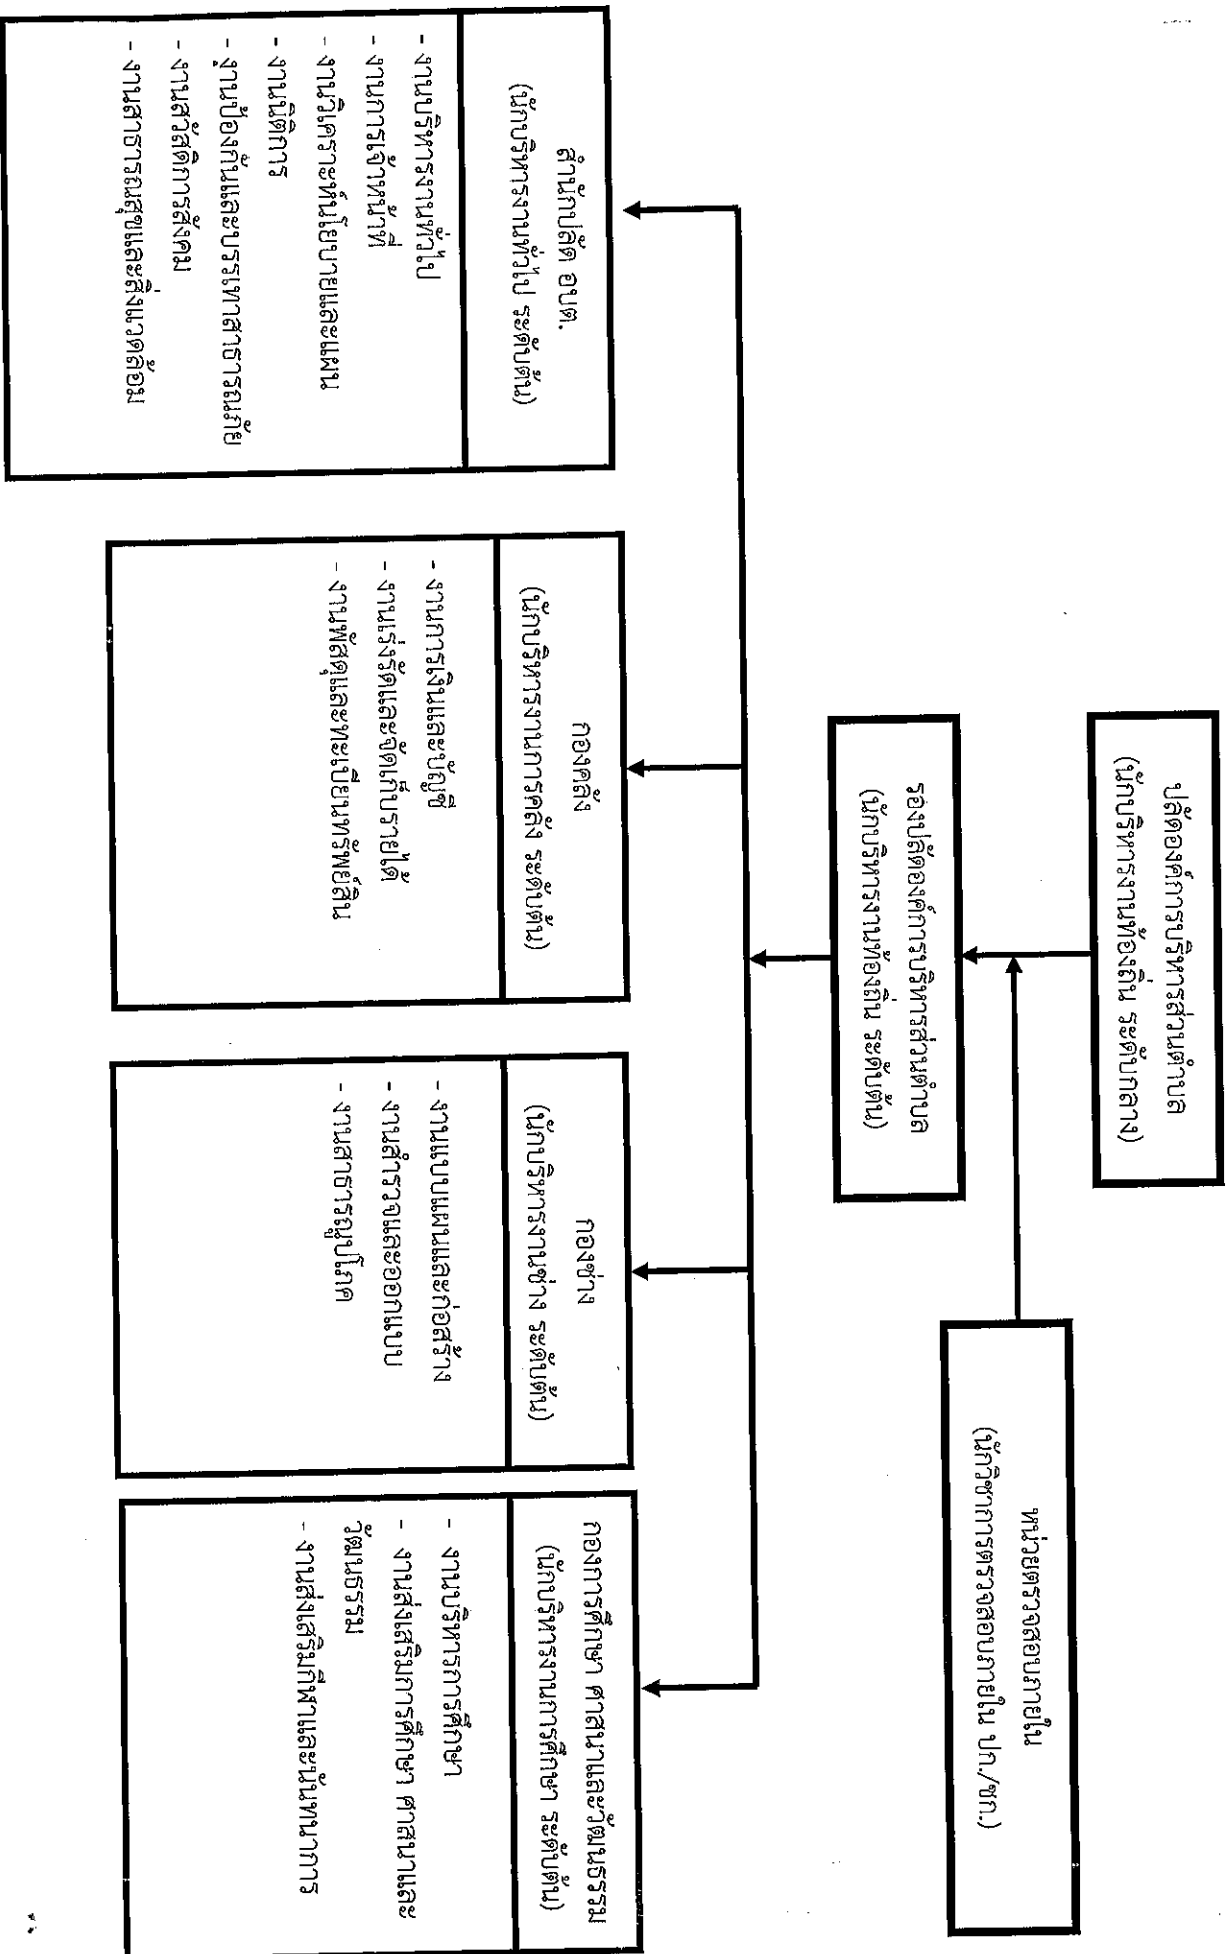 ปลัดองค์การบริหารส่วนตำบล
(นักบริหารงานท้องถิ่น ระดับกลาง)
หน่วยตรวจสอบภายใน
(นักวิชาการตรวจสอบภายใน ปก./ชก.)
รองปลัดองค์การบริหารส่วนตำบล
(นักบริหารงานท้องถิ่น ระดับต้น)
สำนักปลัด อบต.
(นักบริหารงานทั่วไป ระดับต้น)
- งานบริหารงานทั่วไป
- งานการเจ้าหน้าที่
- งานวิเคราะห์นโยบายและแผน
- งานนิติการ
- งานป้องกันและบรรเทาสาธารณภัย
- งานสวัสดิการสังคม
- งานสาธารณสุขและสิ่งแวดล้อม
กองคลัง
(นักบริหารงานการคลัง ระดับต้น)
- งานการเงินและบัญชี
- งานเร่งรัดและจัดเก็บรายได้
- งานพัสดุและทะเบียนทรัพย์สิน
กองช่าง
(นักบริหารงานช่าง ระดับต้น)
- งานแบบแผนและก่อสร้าง
- งานสำรวจและออกแบบ
- งานสาธารณูปโภค
กองการศึกษา ศาสนาและวัฒนธรรม
(นักบริหารงานการศึกษา ระดับต้น)
- งานบริหารการศึกษา
- งานส่งเสริมการศึกษา ศาสนาและ
วัฒนธรรม
- งานส่งเสริมกีฬาและนันทนาการ